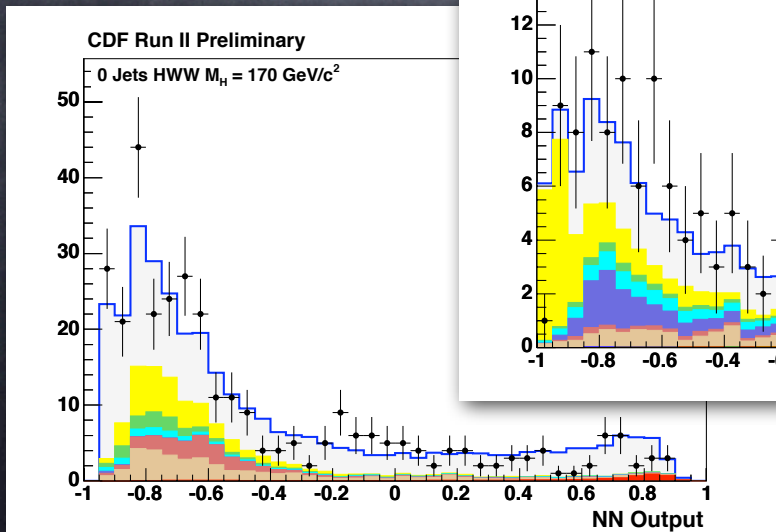 CDF Run II Preliminary
0 Jets HWW M_H = 170 GeV/c²
50
40
30
20
10
0
-1 -0.8 -0.6 -0.4 -0.2 0 0.2 0.4 0.6 0.8 1
NN Output
12
10
8
6
4
2
0
-1 -0.8 -0.6 -0.4